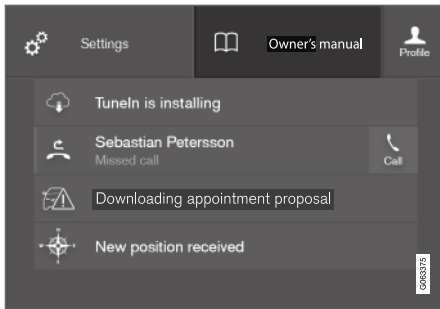 Settings
Owner's manual
Profile
TuneIn is installing
Sebastian Petersson
Missed call
Call
Downloading appointment proposal
New position received
G063375